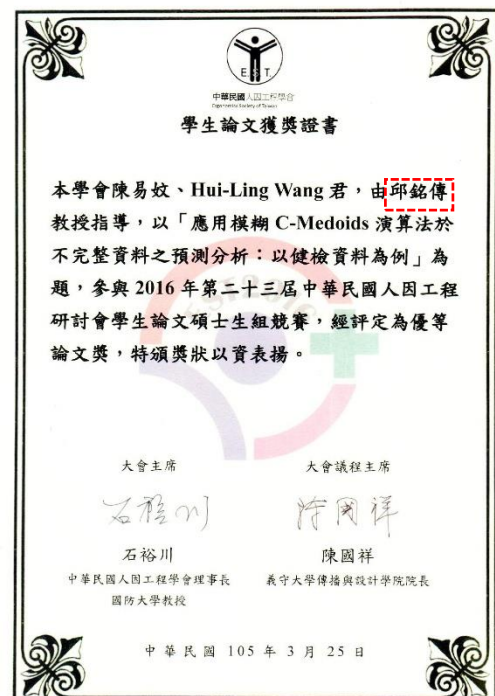 E.S.T.
中華民國人因工程學會
Ergonomics Society of Taiwan
學生論文獲獎證書
本學會陳易妏、Hui-Ling Wang 君，由邱銘傳
教授指導，以「應用模糊 C-Medoids 演算法於
不完整資料之預測分析：以健檢資料為例」為
題，參與 2016 年第二十三屆中華民國人因工程
研討會學生論文碩士生組競賽，經評定為優等
論文獎，特頒獎狀以資表揚。
大會主席 大會議程主席
石裕川 陳國祥
石裕川 陳國祥
中華民國人因工程學會理事長 義守大學傳播與設計學院院長
國防大學教授
中華民國 105 年 3 月 25 日